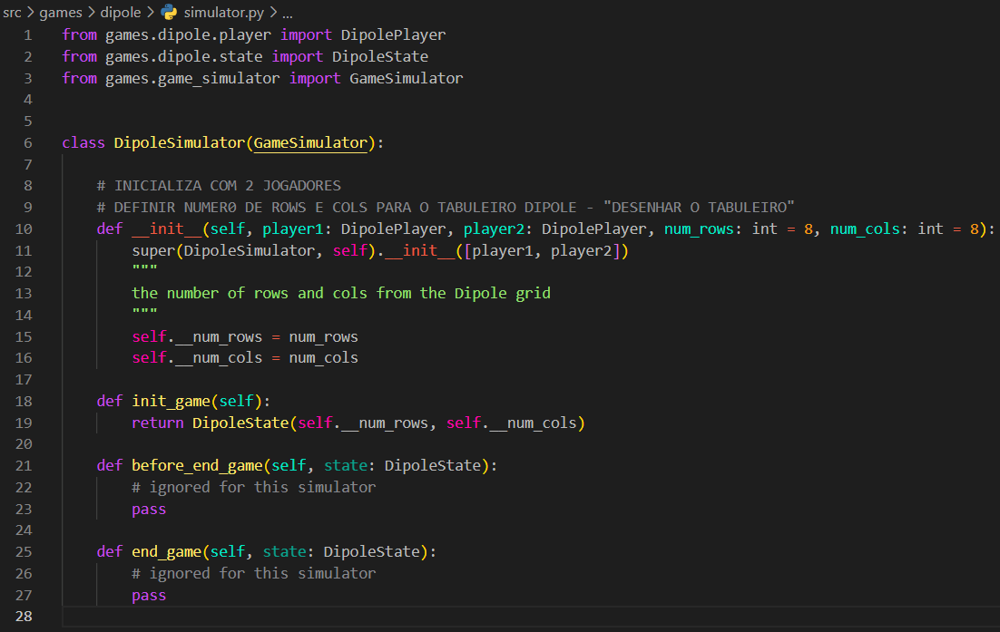 src > games > dipole > simulator.py > ...
1 from games.dipole.player import DipolePlayer
2 from games.dipole.state import DipoleState
3 from games.game_simulator import GameSimulator
4
5
6 class DipoleSimulator(GameSimulator):
7
8 # INICIALIZA COM 2 JOGADORES
9 # DEFINIR NUMER0 DE ROWS E COLS PARA O TABULEIRO DIPOLE - "DESENHAR O TABULEIRO"
10 def __init__(self, player1: DipolePlayer, player2: DipolePlayer, num_rows: int = 8, num_cols: int = 8):
11 super(DipoleSimulator, self).__init__([player1, player2])
12 """
13 the number of rows and cols from the Dipole grid
14 """
15 self.__num_rows = num_rows
16 self.__num_cols = num_cols
17
18 def init_game(self):
19 return DipoleState(self.__num_rows, self.__num_cols)
20
21 def before_end_game(self, state: DipoleState):
22 # ignored for this simulator
23 pass
24
25 def end_game(self, state: DipoleState):
26 # ignored for this simulator
27 pass
28